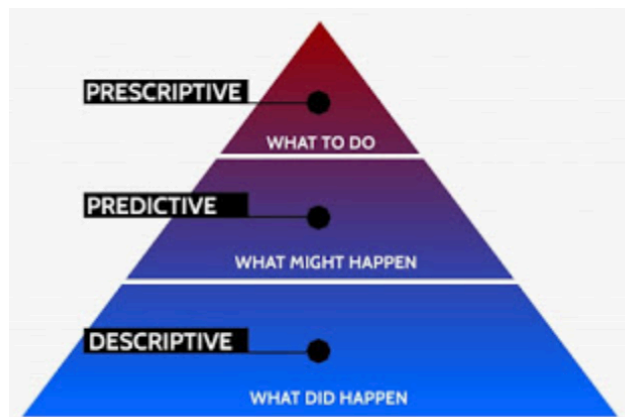 PRESCRIPTIVE
WHAT TO DO
PREDICTIVE
WHAT MIGHT HAPPEN
DESCRIPTIVE
WHAT DID HAPPEN